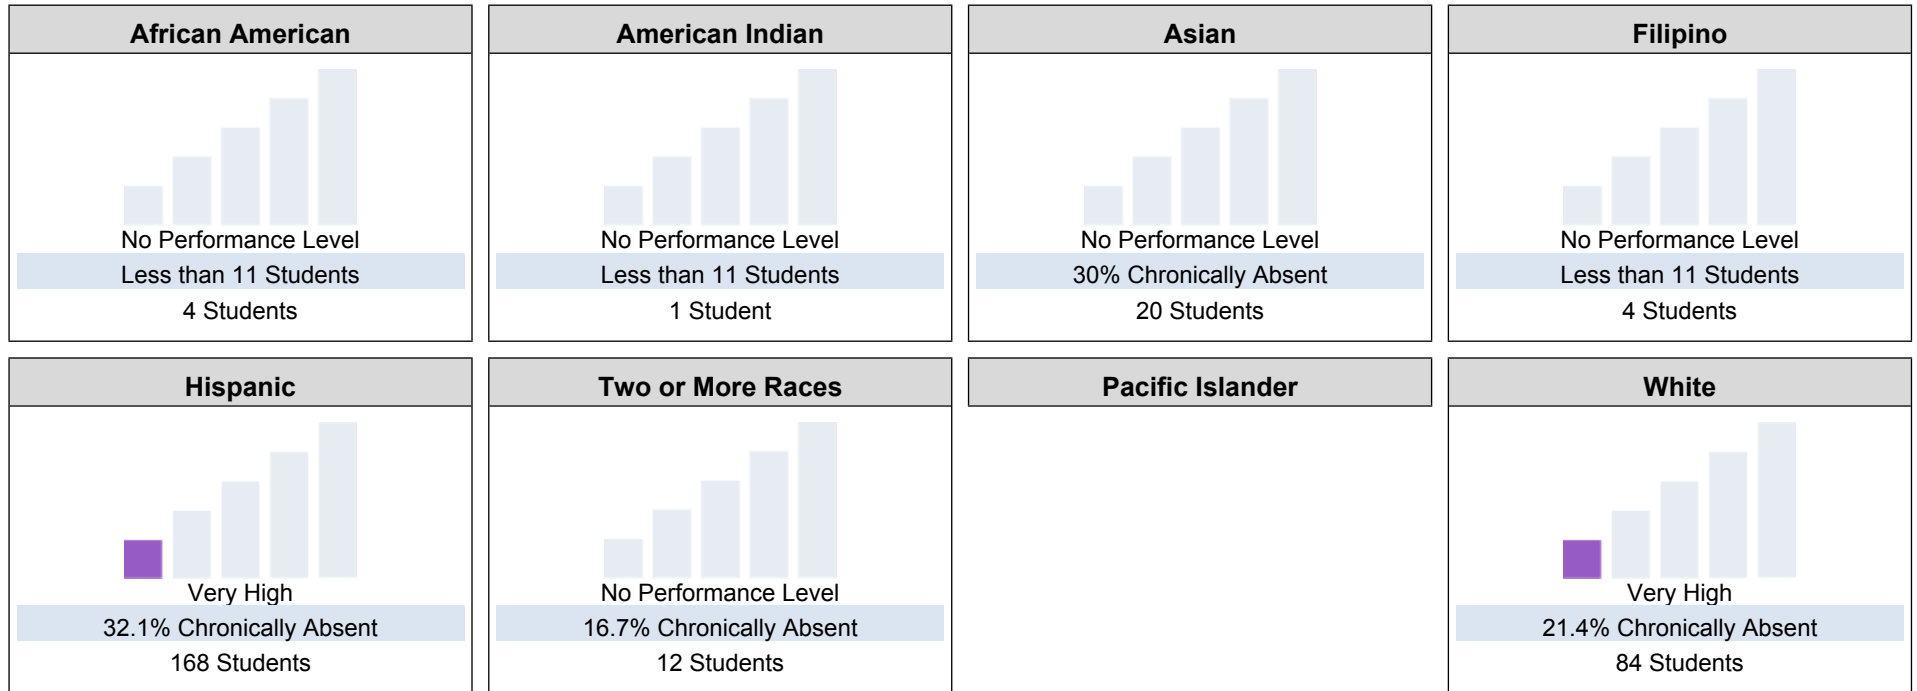 African American
No Performance Level
Less than 11 Students
4 Students
American Indian
No Performance Level
Less than 11 Students
1 Student
Asian
No Performance Level
30% Chronically Absent
20 Students
Filipino
No Performance Level
Less than 11 Students
4 Students
Hispanic
Very High
32.1% Chronically Absent
168 Students
Two or More Races
No Performance Level
16.7% Chronically Absent
12 Students
Pacific Islander
White
Very High
21.4% Chronically Absent
84 Students